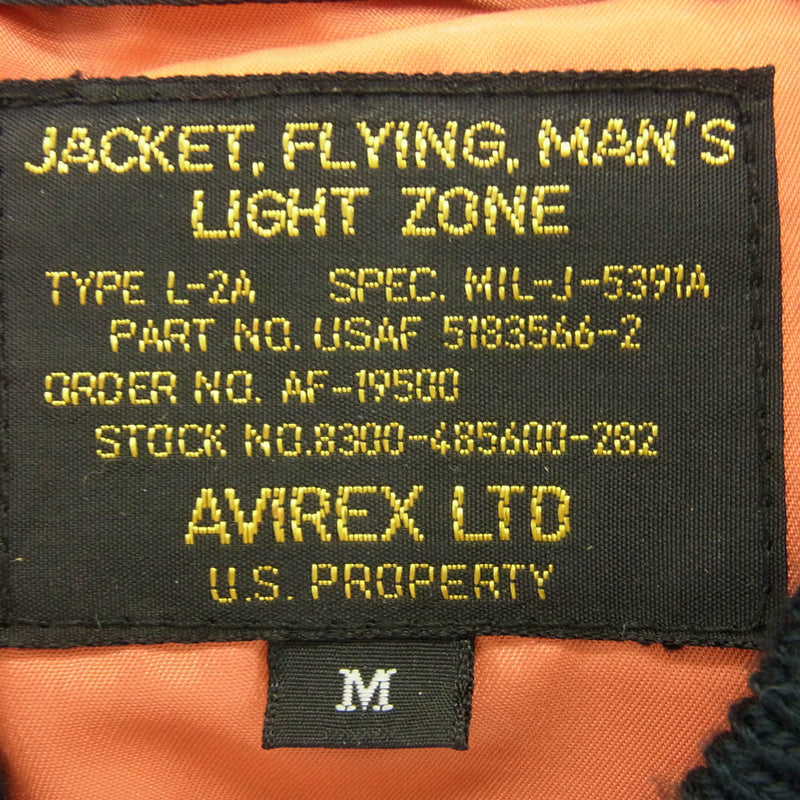 JACKET, FLYING, MAN'S
LIGHT ZONE
TYPE L-2A SPEC. MIL-J-5391A
PART NO. USAF 5183566-2
ORDER NO. AF-19500
STOCK NO.8300-485600-282
AVIREX LTD
U.S. PROPERTY
M